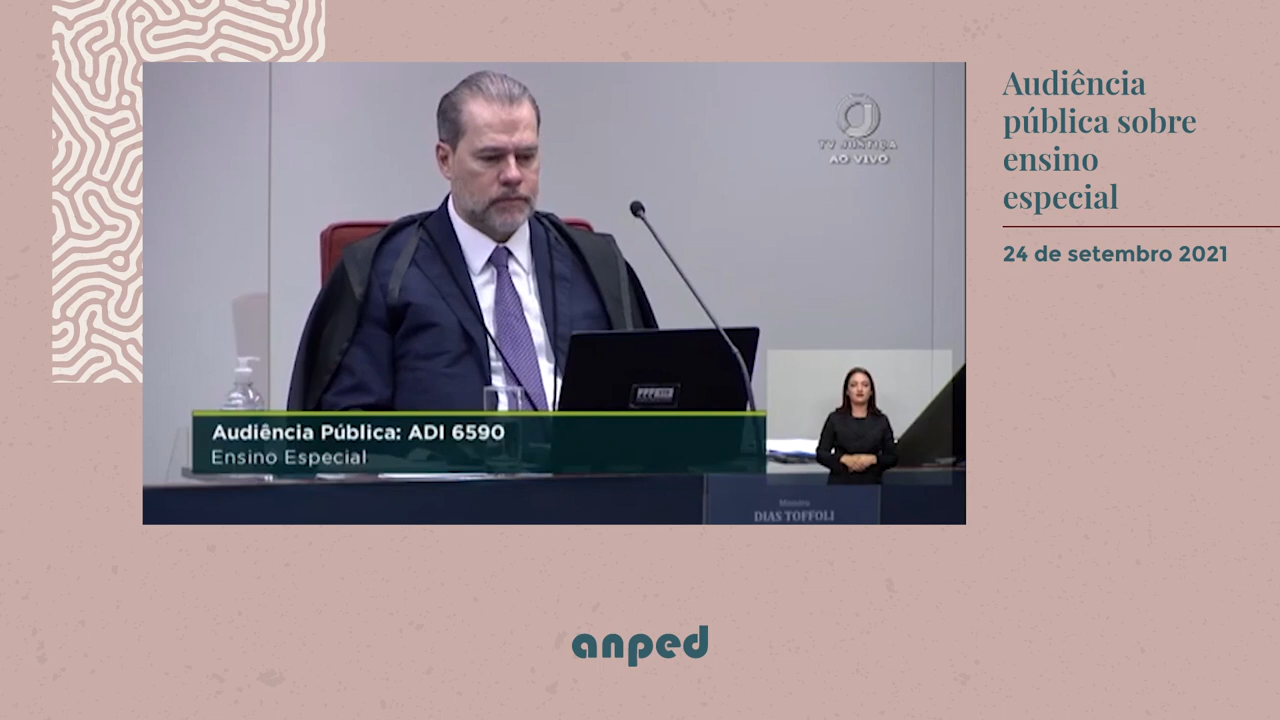 TV JUSTIÇA
AO VIVO
Audiência Pública: ADI 6590
Ensino Especial
Ministro
DIAS TOFFOLI
Audiência
pública sobre
ensino
especial
24 de setembro 2021
anped